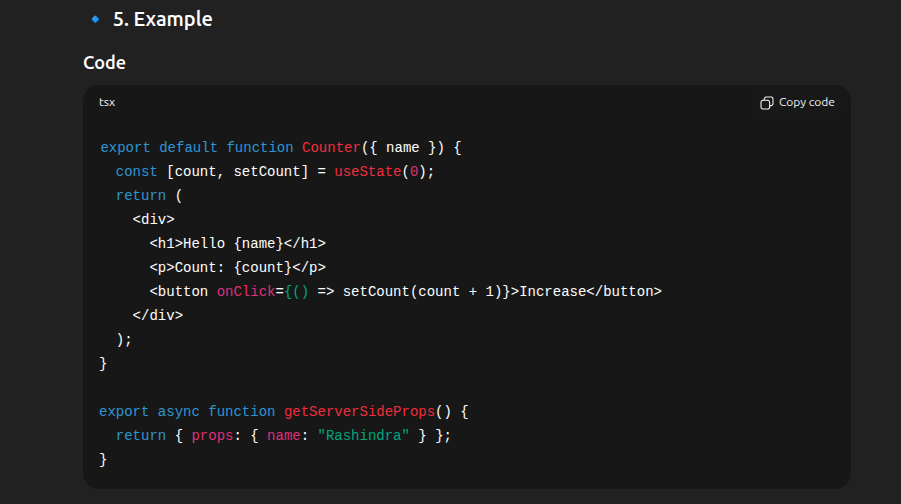 5. Example
Code
tsx
Copy code
export default function Counter({ name }) {
  const [count, setCount] = useState(0);
  return (
    <div>
      <h1>Hello {name}</h1>
      <p>Count: {count}</p>
      <button onClick={() => setCount(count + 1)}>Increase</button>
    </div>
  );
}

export async function getServerSideProps() {
  return { props: { name: "Rashindra" } };
}